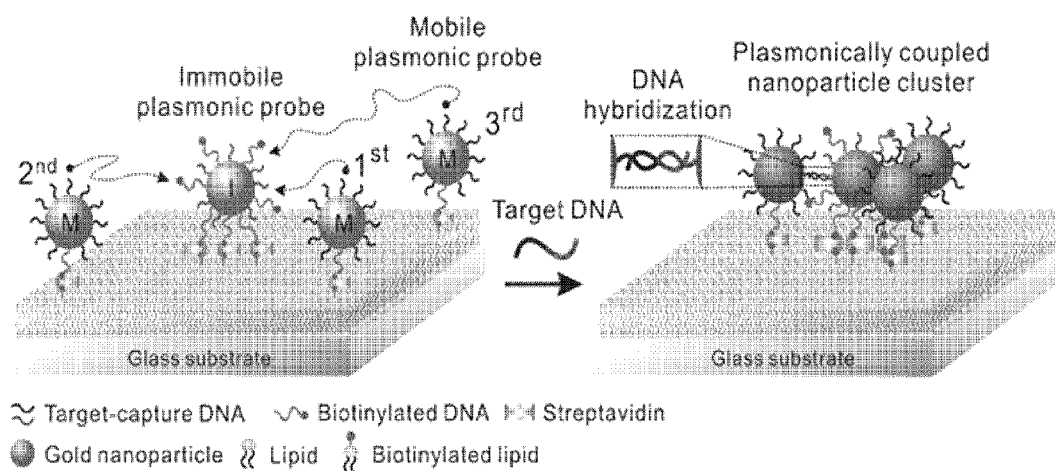 Mobile
plasmonic probe
Immobile
plasmonic probe
2nd
1st
3rd
M
I
M
M
Target DNA
DNA
hybridization
Plasmonically coupled
nanoparticle cluster
Glass substrate
Glass substrate
Target-capture DNA Biotinylated DNA Streptavidin
Gold nanoparticle Lipid Biotinylated lipid